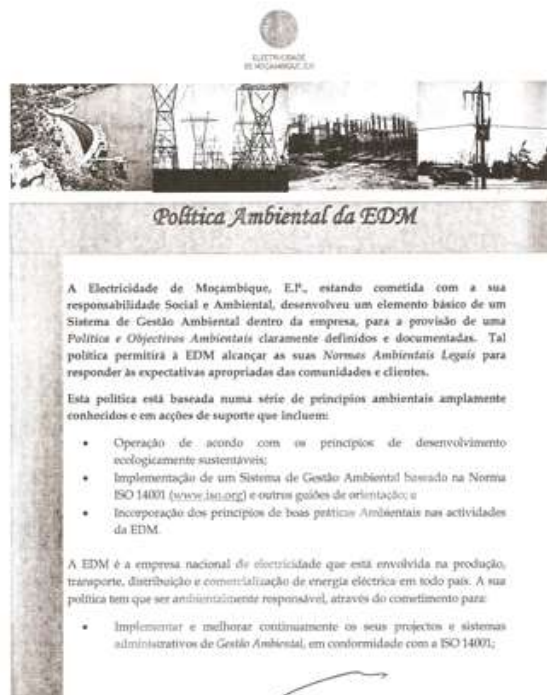 ELECTRICIDADE
DE MOÇAMBIQUE, E.P.
Política Ambiental da EDM
A Electricidade de Moçambique, E.P., estando cometida com a sua
responsabilidade Social e Ambiental, desenvolveu um elemento básico de um
Sistema de Gestão Ambiental dentro da empresa, para a provisão de uma
Política e Objectivos Ambientais claramente definidos e documentadas. Tal
política permitirá à EDM alcançar as suas Normas Ambientais Legais para
responder às expectativas apropriadas das comunidades e clientes.
Esta política está baseada numa série de princípios ambientais amplamente
conhecidos e em acções de suporte que incluem:
• Operação de acordo com os princípios de desenvolvimento
ecologicamente sustentáveis;
• Implementação de um Sistema de Gestão Ambiental baseado na Norma
ISO 14001 (www.iso.org) e outros guiões de orientação; e
• Incorporação dos princípios de boas práticas Ambientais nas actividades
da EDM.
A EDM é a empresa nacional de electricidade que está envolvida na produção,
transporte, distribuição e comercialização de energia eléctrica em todo país. A sua
política tem que ser ambientalmente responsável, através do cometimento para:
• Implementar e melhorar continuamente os seus projectos e sistemas
administrativos de Gestão Ambiental, em conformidade com a ISO 14001;